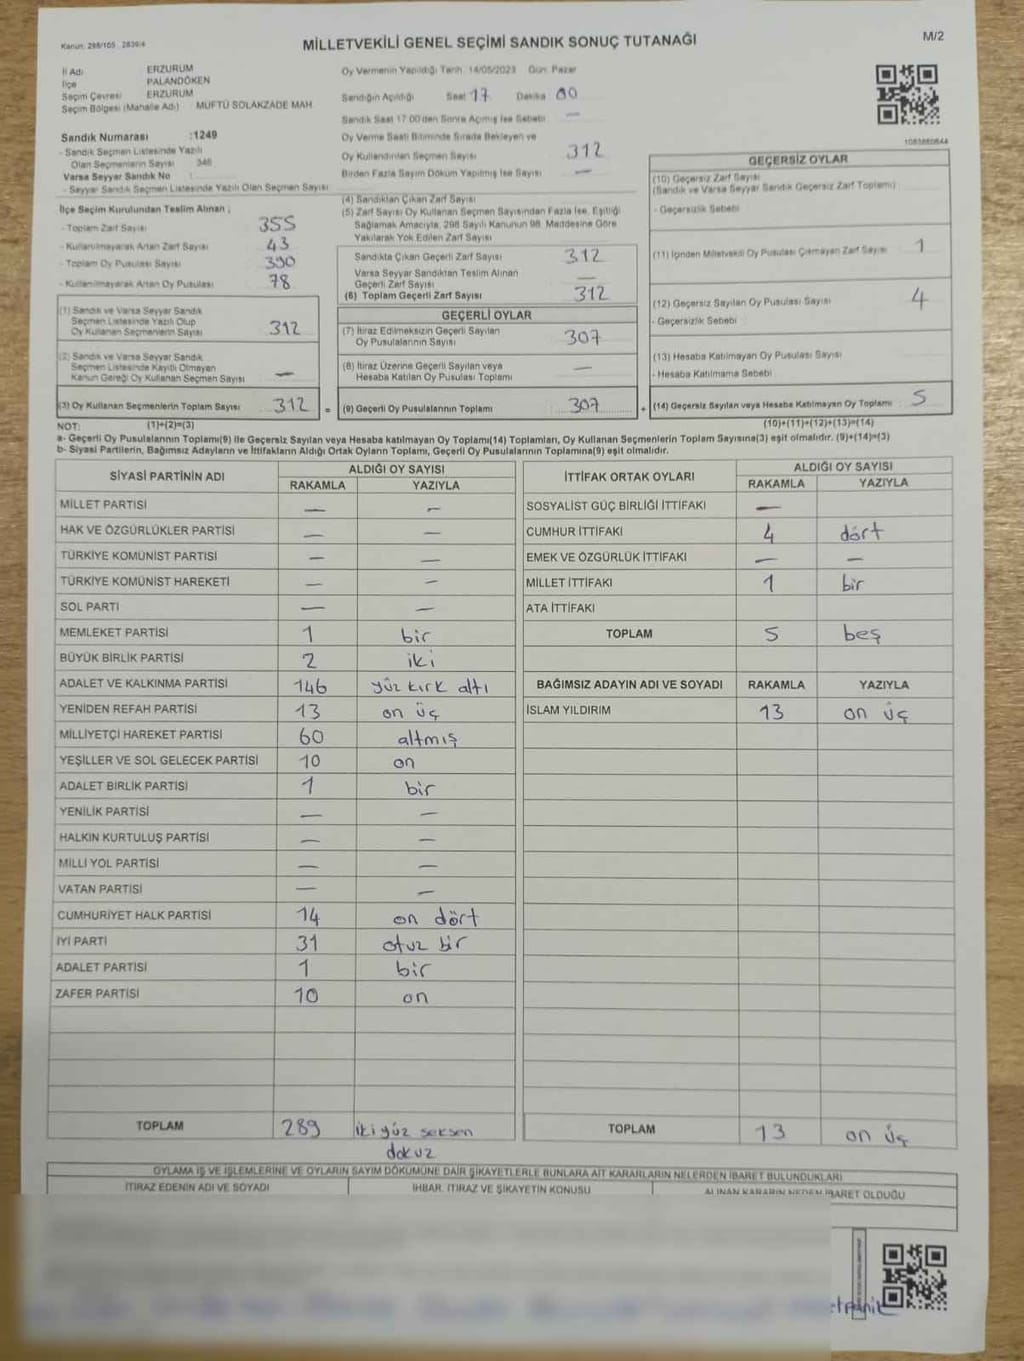 Kanun: 298/105 , 2839/4
MİLLETVEKİLİ GENEL SEÇİMİ SANDIK SONUÇ TUTANAĞI
M/2
İl Adı ERZURUM
İlçe PALANDÖKEN
Seçim Çevresi ERZURUM
Seçim Bölgesi (Mahalle Adı) : MÜFTÜ SOLAKZADE MAH
Sandık Numarası :1249
- Sandık Seçmen Listesinde Yazılı
Olan Seçmenlerin Sayısı : 346
Varsa Seyyar Sandık No
- Seyyar Sandık Seçmen Listesinde Yazılı Olan Seçmen Sayısı
Oy Vermenin Yapıldığı Tarih: 14/05/2023 Gün: Pazar
Sandığın Açıldığı Saat 17 Dakika 00
Sandık Saat 17:00'den Sonra Açılmış İse Sebebi —
Oy Verme Saati Bitiminde Sırada Bekleyen ve
Oy Kullandırılan Seçmen Sayısı 312
Birden Fazla Sayım Döküm Yapılmış İse Sayısı —
İlçe Seçim Kurulundan Teslim Alınan ;
- Toplam Zarf Sayısı 355
- Kullanılmayarak Artan Zarf Sayısı 43
- Toplam Oy Pusulası Sayısı 390
- Kullanılmayarak Artan Oy Pusulası 78
(1) Sandık ve Varsa Seyyar Sandık
Seçmen Listesinde Yazılı Olup
Oy Kullanan Seçmenlerin Sayısı 312
(2) Sandık ve Varsa Seyyar Sandık
Seçmen Listesinde Kayıtlı Olmayan
Kanun Gereği Oy Kullanan Seçmen Sayısı —
(3) Oy Kullanan Seçmenlerin Toplam Sayısı 312 =
(4) Sandıktan Çıkan Zarf Sayısı
(5) Zarf Sayısı Oy Kullanan Seçmen Sayısından Fazla İse, Eşitliği
Sağlamak Amacıyla, 298 Sayılı Kanunun 98. Maddesine Göre
Yakılarak Yok Edilen Zarf Sayısı
Sandıkta Çıkan Geçerli Zarf Sayısı 312
Varsa Seyyar Sandıktan Teslim Alınan
Geçerli Zarf Sayısı —
(6) Toplam Geçerli Zarf Sayısı 312
GEÇERLİ OYLAR
(7) İtiraz Edilmeksizin Geçerli Sayılan
Oy Pusulalarının Sayısı 307
(8) İtiraz Üzerine Geçerli Sayılan veya
Hesaba Katılan Oy Pusulası Toplamı —
(9) Geçerli Oy Pusulalarının Toplamı 307 +
GEÇERSİZ OYLAR
(10) Geçersiz Zarf Sayısı
(Sandık ve Varsa Seyyar Sandık Geçersiz Zarf Toplamı)
- Geçersizlik Sebebi
(11) İçinden Milletvekili Oy Pusulası Çıkmayan Zarf Sayısı 1
(12) Geçersiz Sayılan Oy Pusulası Sayısı 4
- Geçersizlik Sebebi
(13) Hesaba Katılmayan Oy Pusulası Sayısı
- Hesaba Katılmama Sebebi
(14) Geçersiz Sayılan veya Hesaba Katılmayan Oy Toplamı 5
NOT: (1)+(2)=(3) (10)+(11)+(12)+(13)=(14)
a- Geçerli Oy Pusulalarının Toplamı(9) ile Geçersiz Sayılan veya Hesaba katılmayan Oy Toplamı(14) Toplamları, Oy Kullanan Seçmenlerin Toplam Sayısına(3) eşit olmalıdır. (9)+(14)=(3)
b- Siyasi Partilerin, Bağımsız Adayların ve İttifakların Aldığı Ortak Oyların Toplamı, Geçerli Oy Pusulalarının Toplamına(9) eşit olmalıdır.
SİYASİ PARTİNİN ADI ALDIĞI OY SAYISI
RAKAMLA YAZIYLA
MİLLET PARTİSİ — —
HAK VE ÖZGÜRLÜKLER PARTİSİ — —
TÜRKİYE KOMÜNİST PARTİSİ — —
TÜRKİYE KOMÜNİST HAREKETİ — —
SOL PARTİ — —
MEMLEKET PARTİSİ 1 bir
BÜYÜK BİRLİK PARTİSİ 2 iki
ADALET VE KALKINMA PARTİSİ 146 yüz kırk altı
YENİDEN REFAH PARTİSİ 13 on üç
MİLLİYETÇİ HAREKET PARTİSİ 60 altmış
YEŞİLLER VE SOL GELECEK PARTİSİ 10 on
ADALET BİRLİK PARTİSİ 1 bir
YENİLİK PARTİSİ — —
HALKIN KURTULUŞ PARTİSİ — —
MİLLİ YOL PARTİSİ — —
VATAN PARTİSİ — —
CUMHURİYET HALK PARTİSİ 14 on dört
İYİ PARTİ 31 otuz bir
ADALET PARTİSİ 1 bir
ZAFER PARTİSİ 10 on
TOPLAM 289 iki yüz seksen
dokuz
İTTİFAK ORTAK OYLARI ALDIĞI OY SAYISI
RAKAMLA YAZIYLA
SOSYALİST GÜÇ BİRLİĞİ İTTİFAKI —
CUMHUR İTTİFAKI 4 dört
EMEK VE ÖZGÜRLÜK İTTİFAKI — —
MİLLET İTTİFAKI 1 bir
ATA İTTİFAKI
TOPLAM 5 beş
BAĞIMSIZ ADAYIN ADI VE SOYADI RAKAMLA YAZIYLA
İSLAM YILDIRIM 13 on üç
TOPLAM 13 on üç
OYLAMA İŞ VE İŞLEMLERİNE VE OYLARIN SAYIM DÖKÜMÜNE DAİR ŞİKAYETLERLE BUNLARA AİT KARARLARIN NELERDEN İBARET BULUNDUKLARI
İTİRAZ EDENİN ADI VE SOYADI İHBAR, İTİRAZ VE ŞİKAYETİN KONUSU ALINAN KARARIN NEDEN İBARET OLDUĞU